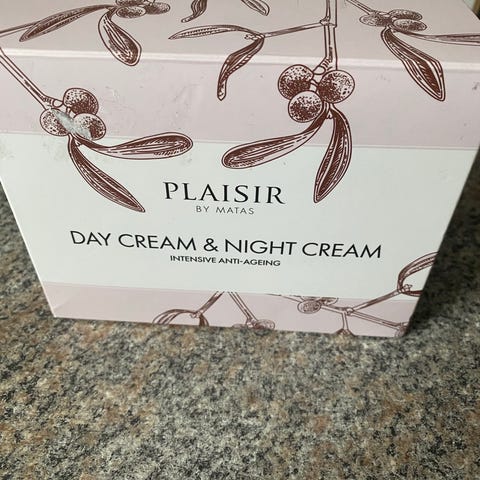 PLAISIR
BY MATAS
DAY CREAM & NIGHT CREAM
INTENSIVE ANTI-AGEING